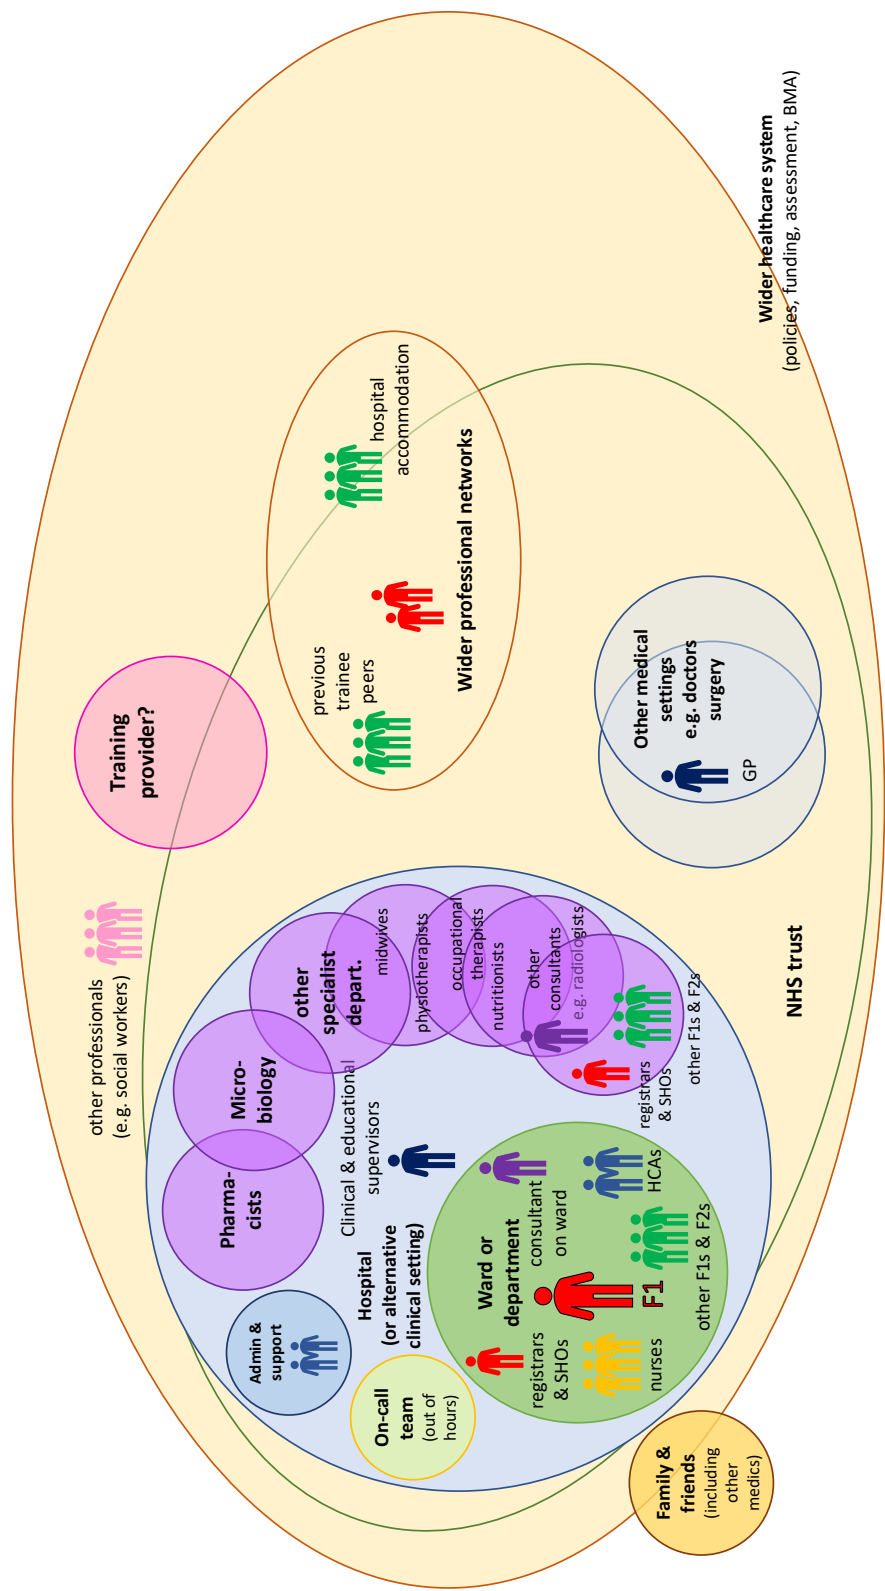 other professionals
(e.g. social workers)
Training
provider?
Pharma-
cists
Micro-
biology
other
specialist
depart.
midwives
physiotherapists
occupational
therapists
nutritionists
other
consultants
e.g. radiologists
Admin &
support
Clinical & educational
supervisors
Hospital
(or alternative
clinical setting)
On-call
team
(out of
hours)
Ward or
department
consultant
on ward
registrars
& SHOs
F1
HCAs
nurses
other F1s & F2s
registrars
& SHOs
other F1s & F2s
previous
trainee
peers
hospital
accommodation
Wider professional networks
Other medical
settings
e.g. doctors
surgery
GP
NHS trust
Family &
friends
(including
other
medics)
Wider healthcare system
(policies, funding, assessment, BMA)